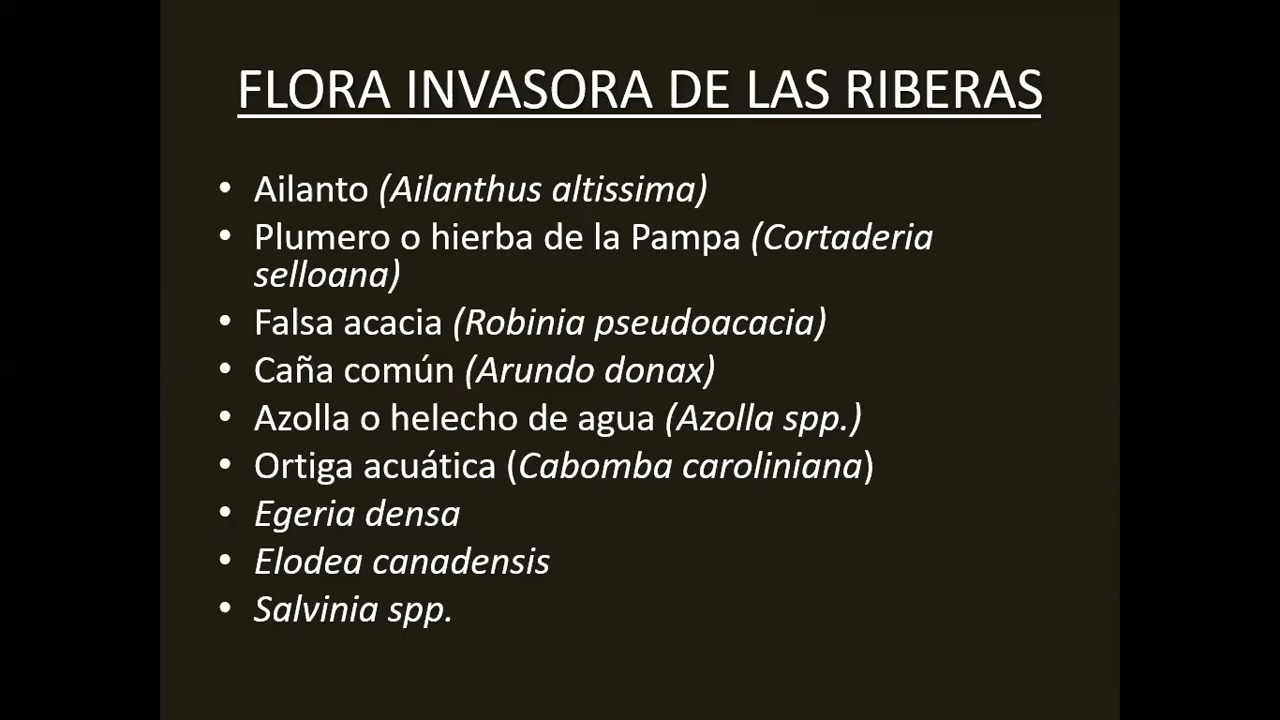 FLORA INVASORA DE LAS RIBERAS
• Ailanto (Ailanthus altissima)
• Plumero o hierba de la Pampa (Cortaderia
selloana)
• Falsa acacia (Robinia pseudoacacia)
• Caña común (Arundo donax)
• Azolla o helecho de agua (Azolla spp.)
• Ortiga acuática (Cabomba caroliniana)
• Egeria densa
• Elodea canadensis
• Salvinia spp.